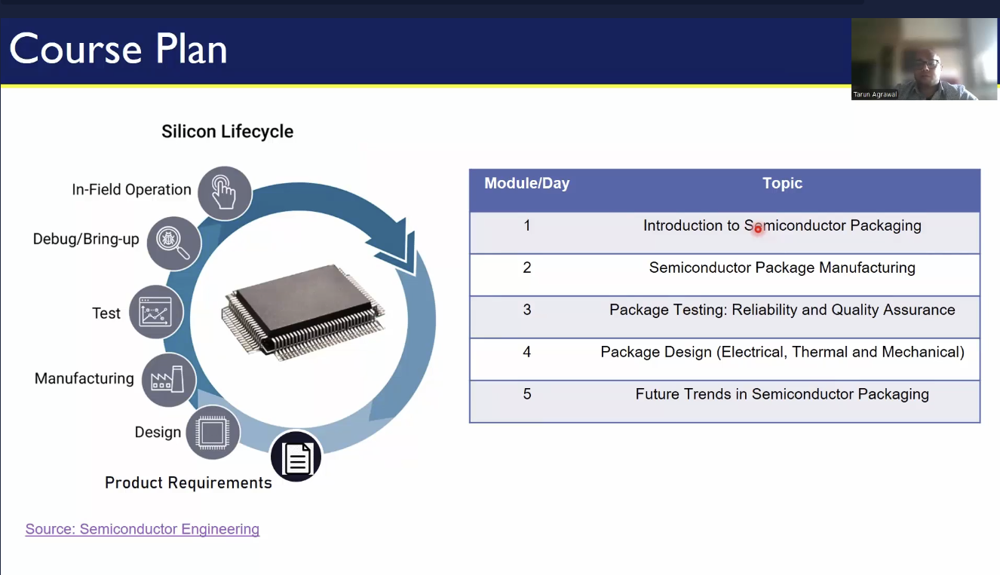 Course Plan
Tarun Agrawal
Silicon Lifecycle
In-Field Operation
Debug/Bring-up
Test
Manufacturing
Design
Product Requirements
Source: Semiconductor Engineering
Module/Day Topic
1 Introduction to Semiconductor Packaging
2 Semiconductor Package Manufacturing
3 Package Testing: Reliability and Quality Assurance
4 Package Design (Electrical, Thermal and Mechanical)
5 Future Trends in Semiconductor Packaging